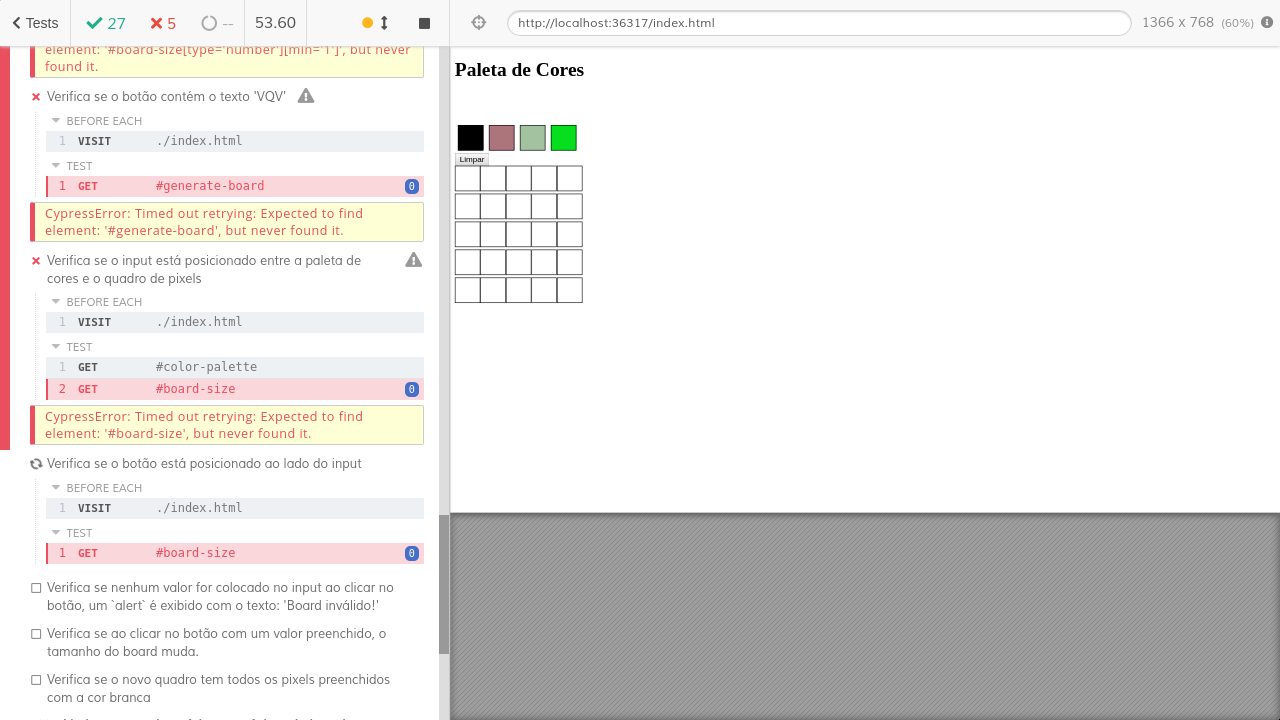 Tests 27 5 -- 53.60
http://localhost:36317/index.html 1366 x 768 (60%)
element: '#board-size[type='number'][min='1']', but never
found it.
Verifica se o botão contém o texto 'VQV'
BEFORE EACH
1 VISIT ./index.html
TEST
1 GET #generate-board 0
CypressError: Timed out retrying: Expected to find
element: '#generate-board', but never found it.
Verifica se o input está posicionado entre a paleta de
cores e o quadro de pixels
BEFORE EACH
1 VISIT ./index.html
TEST
1 GET #color-palette
2 GET #board-size 0
CypressError: Timed out retrying: Expected to find
element: '#board-size', but never found it.
Verifica se o botão está posicionado ao lado do input
BEFORE EACH
1 VISIT ./index.html
TEST
1 GET #board-size 0
Verifica se nenhum valor for colocado no input ao clicar no
botão, um `alert` é exibido com o texto: 'Board inválido!'
Verifica se ao clicar no botão com um valor preenchido, o
tamanho do board muda.
Verifica se o novo quadro tem todos os pixels preenchidos
com a cor branca
Paleta de Cores
Limpar